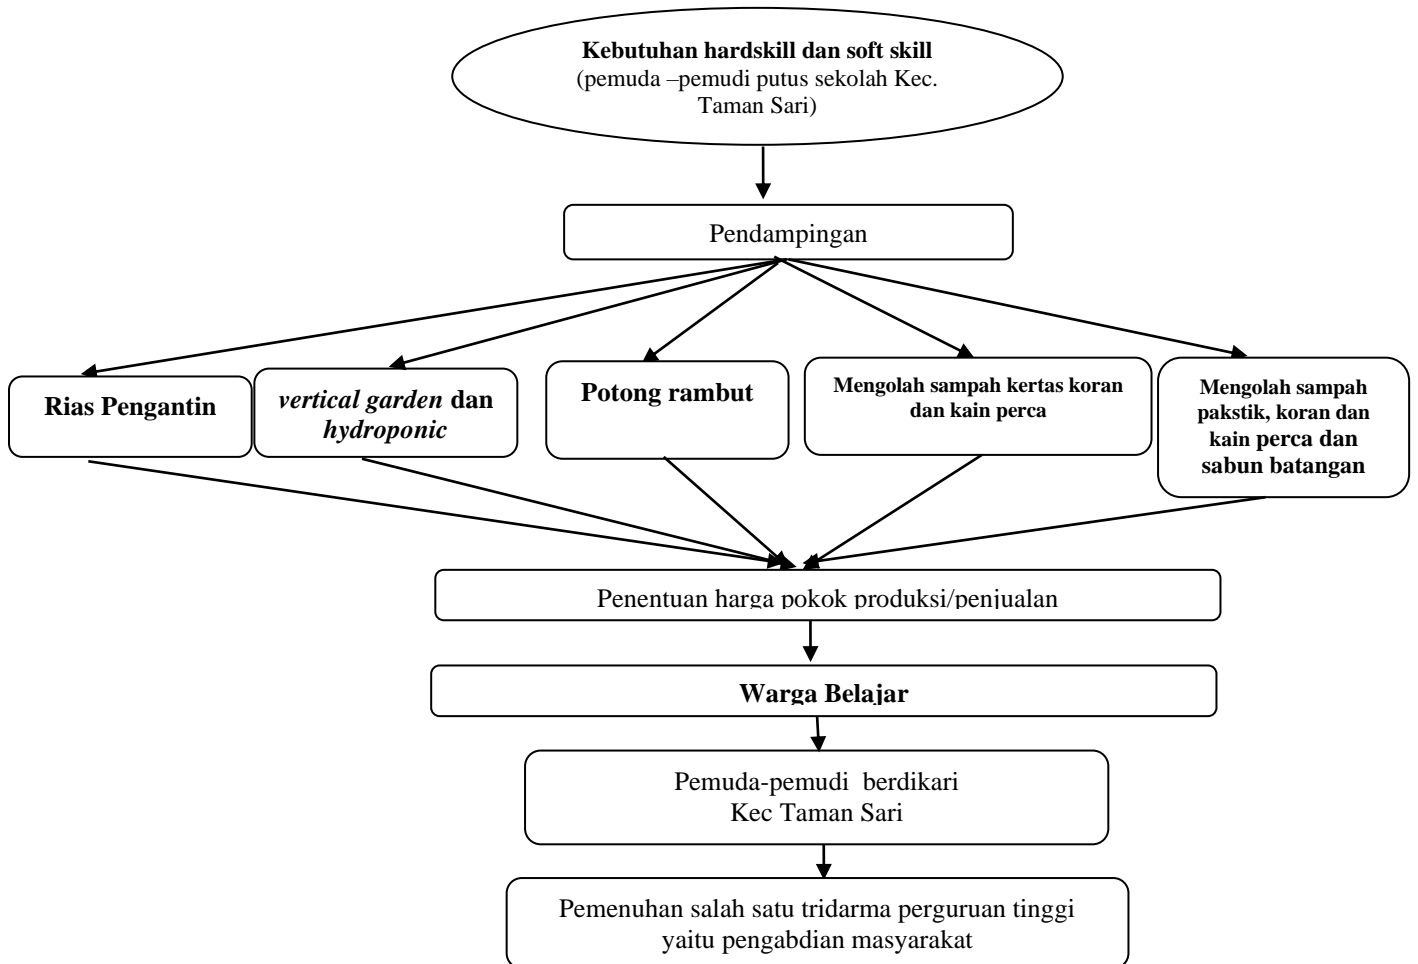 Kebutuhan hardskill dan soft skill
(pemuda –pemudi putus sekolah Kec.
Taman Sari)
Pendampingan
Rias Pengantin
vertical garden dan
hydroponic
Potong rambut
Mengolah sampah kertas koran
dan kain perca
Mengolah sampah
pakstik, koran dan
kain perca dan
sabun batangan
Penentuan harga pokok produksi/penjualan
Warga Belajar
Pemuda-pemudi berdikari
Kec Taman Sari
Pemenuhan salah satu tridarma perguruan tinggi
yaitu pengabdian masyarakat